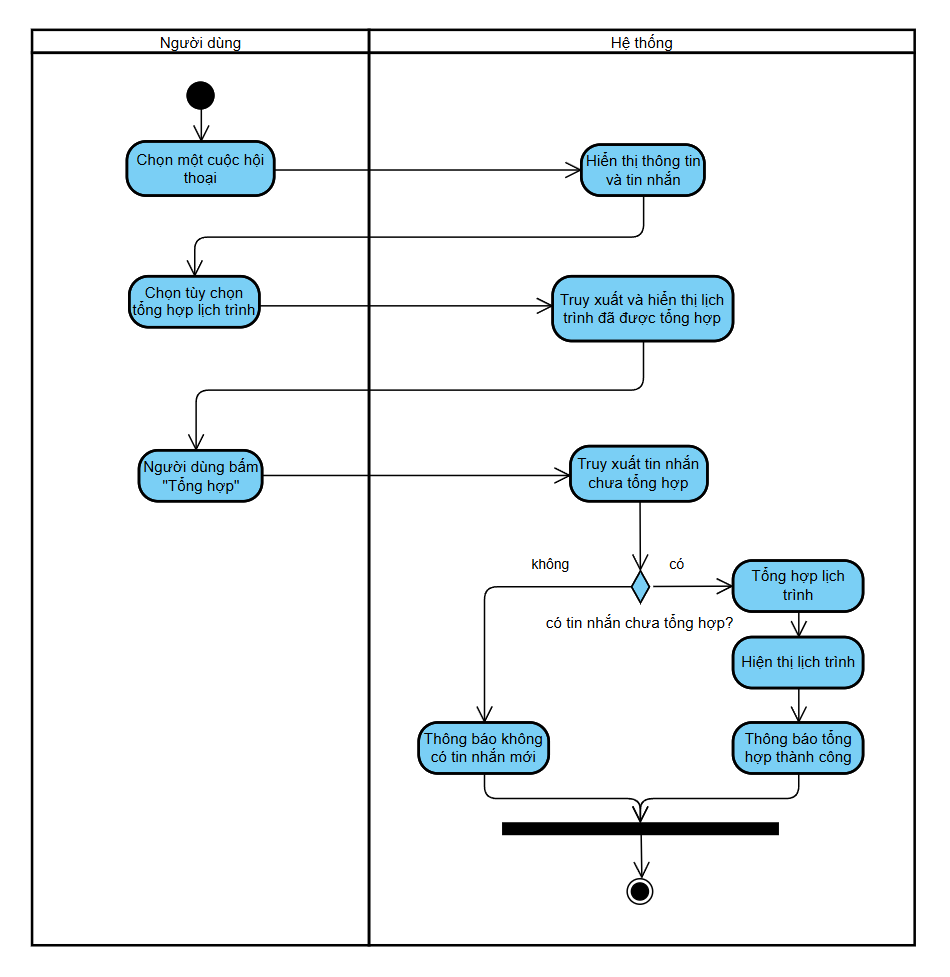 Người dùng
Hệ thống
Chọn một cuộc hội
thoại
Hiển thị thông tin
và tin nhắn
Chọn tùy chọn
tổng hợp lịch trình
Truy xuất và hiển thị lịch
trình đã được tổng hợp
Người dùng bấm
"Tổng hợp"
Truy xuất tin nhắn
chưa tổng hợp
không
có
Tổng hợp lịch
trình
có tin nhắn chưa tổng hợp?
Hiện thị lịch trình
Thông báo không
có tin nhắn mới
Thông báo tổng
hợp thành công